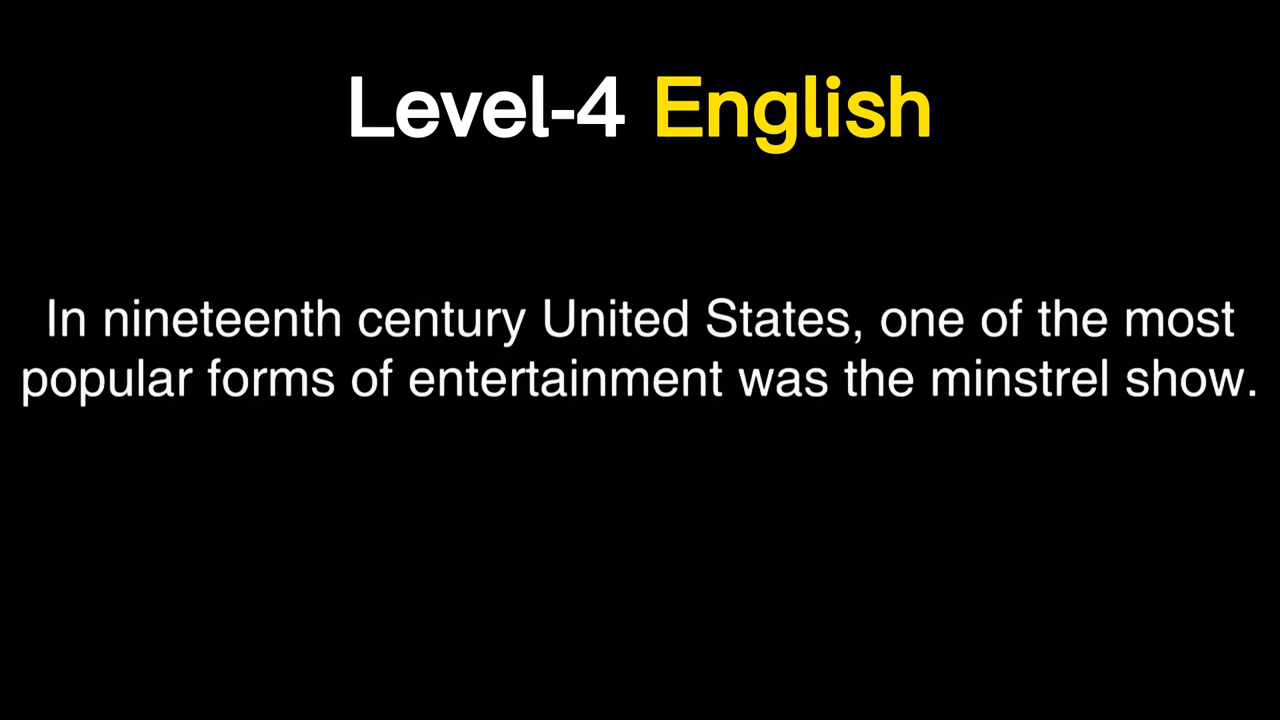 Level-4 English
In nineteenth century United States, one of the most
popular forms of entertainment was the minstrel show.